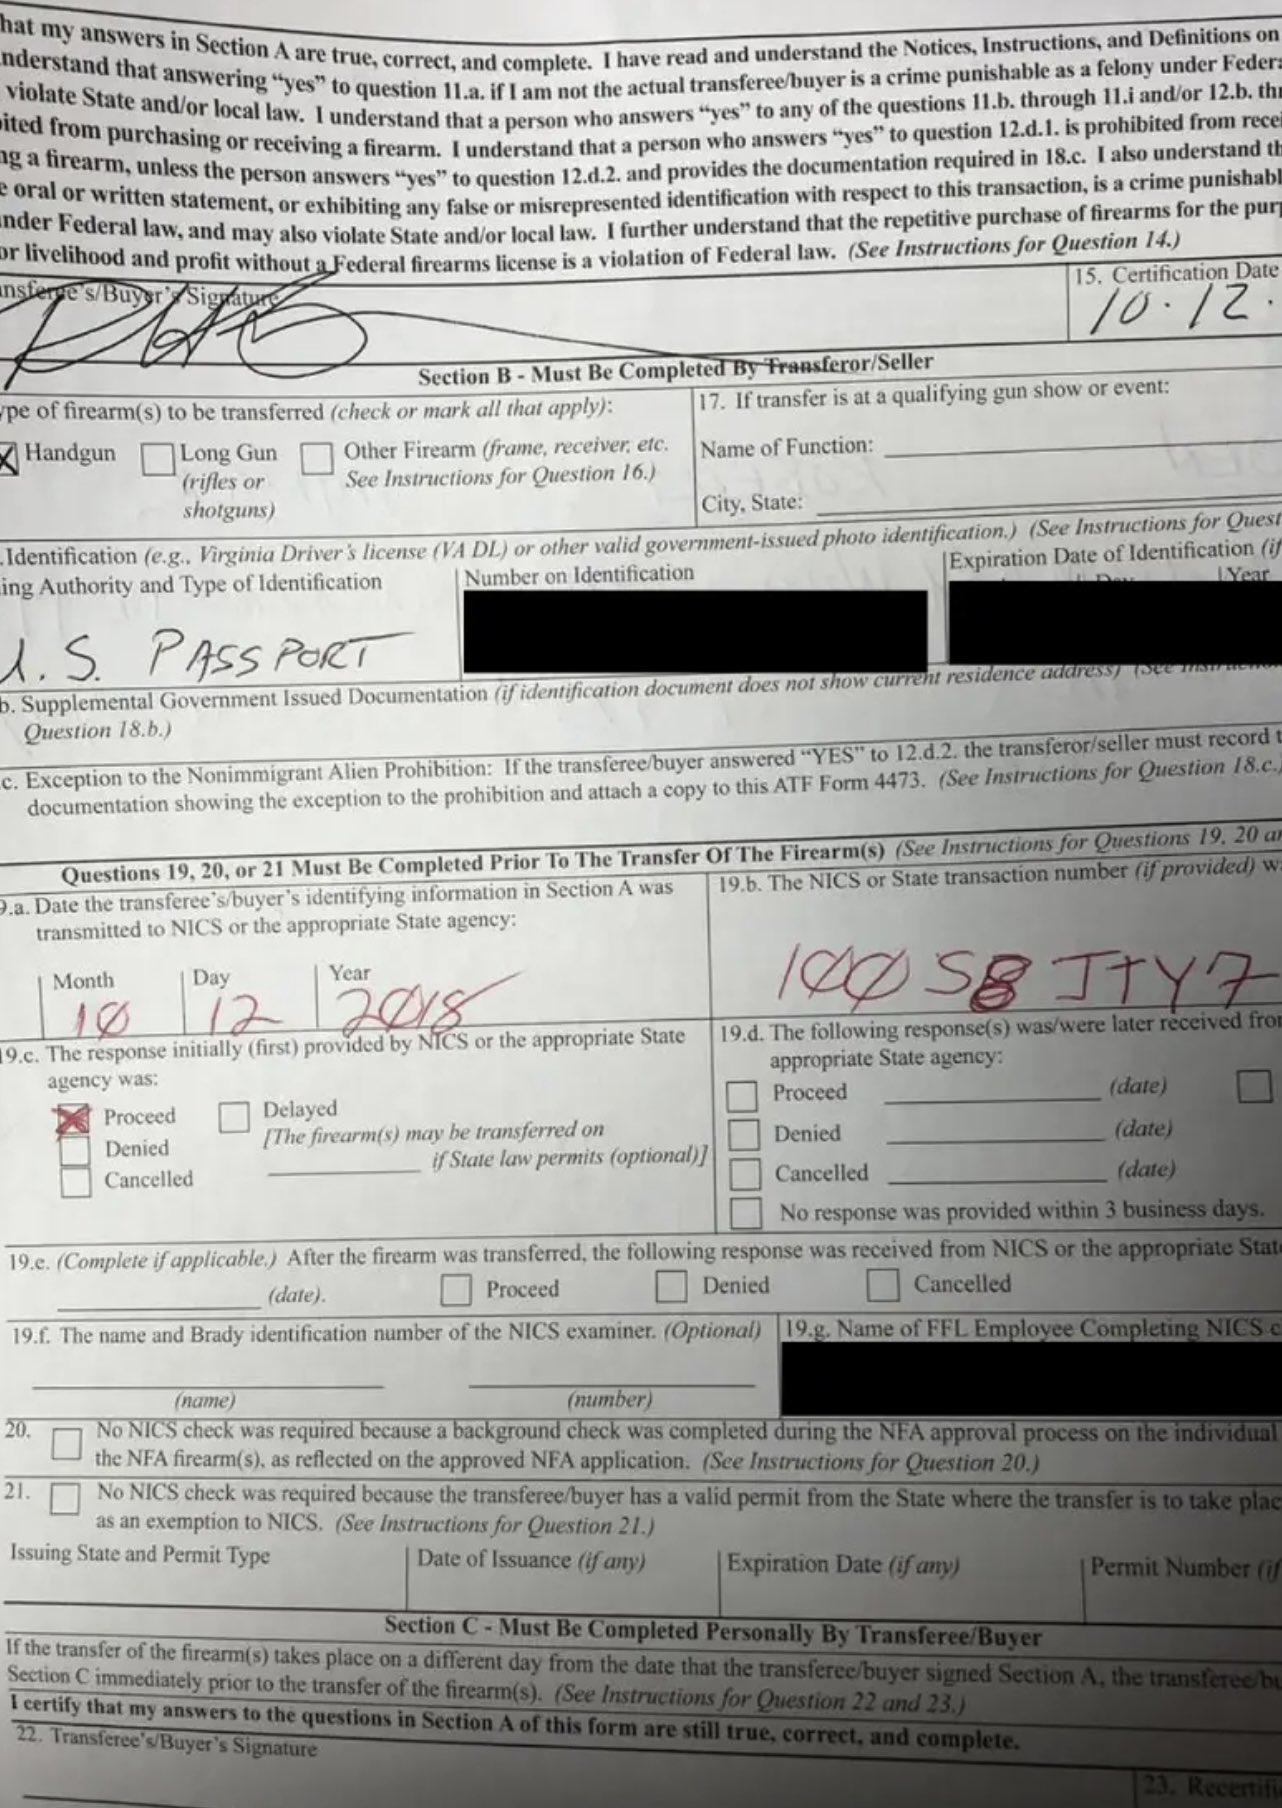 hat my answers in Section A are true, correct, and complete. I have read and understand the Notices, Instructions, and Definitions on
nderstand that answering “yes” to question 11.a. if I am not the actual transferee/buyer is a crime punishable as a felony under Feder
violate State and/or local law. I understand that a person who answers “yes” to any of the questions 11.b. through 11.i and/or 12.b. thr
ited from purchasing or receiving a firearm. I understand that a person who answers “yes” to question 12.d.1. is prohibited from recei
ng a firearm, unless the person answers “yes” to question 12.d.2. and provides the documentation required in 18.c. I also understand th
e oral or written statement, or exhibiting any false or misrepresented identification with respect to this transaction, is a crime punishabl
nder Federal law, and may also violate State and/or local law. I further understand that the repetitive purchase of firearms for the purp
or livelihood and profit without a Federal firearms license is a violation of Federal law. (See Instructions for Question 14.)
ansferee's/Buyer's Signature
15. Certification Date
10.12.
Section B - Must Be Completed By Transferor/Seller
ype of firearm(s) to be transferred (check or mark all that apply):
Handgun
Long Gun
(rifles or
shotguns)
Other Firearm (frame, receiver, etc.
See Instructions for Question 16.)
17. If transfer is at a qualifying gun show or event:
Name of Function:
City, State:
. Identification (e.g., Virginia Driver's license (VA DL) or other valid government-issued photo identification.) (See Instructions for Quest
ing Authority and Type of Identification
Number on Identification
Expiration Date of Identification (if
Year
U.S. PASSPORT
b. Supplemental Government Issued Documentation (if identification document does not show current residence address) (See
Question 18.b.)
c. Exception to the Nonimmigrant Alien Prohibition: If the transferee/buyer answered “YES” to 12.d.2. the transferor/seller must record t
documentation showing the exception to the prohibition and attach a copy to this ATF Form 4473. (See Instructions for Question 18.c.)
Questions 19, 20, or 21 Must Be Completed Prior To The Transfer Of The Firearm(s) (See Instructions for Questions 19, 20 an
9.a. Date the transferee's/buyer's identifying information in Section A was
transmitted to NICS or the appropriate State agency:
Month
Day
Year
10
12
2018
19.b. The NICS or State transaction number (if provided) w
100S8JTY7
19.c. The response initially (first) provided by NICS or the appropriate State
agency was:
Proceed
Denied
Cancelled
Delayed
[The firearm(s) may be transferred on
if State law permits (optional)]
19.d. The following response(s) was/were later received from
appropriate State agency:
Proceed (date)
Denied (date)
Cancelled (date)
No response was provided within 3 business days.
19.e. (Complete if applicable.) After the firearm was transferred, the following response was received from NICS or the appropriate State
(date). Proceed Denied Cancelled
19.f. The name and Brady identification number of the NICS examiner. (Optional)
(name) (number)
19.g. Name of FFL Employee Completing NICS c
20. No NICS check was required because a background check was completed during the NFA approval process on the individual
the NFA firearm(s), as reflected on the approved NFA application. (See Instructions for Question 20.)
21. No NICS check was required because the transferee/buyer has a valid permit from the State where the transfer is to take plac
as an exemption to NICS. (See Instructions for Question 21.)
Issuing State and Permit Type
Date of Issuance (if any)
Expiration Date (if any)
Permit Number (if
Section C - Must Be Completed Personally By Transferee/Buyer
If the transfer of the firearm(s) takes place on a different day from the date that the transferee/buyer signed Section A, the transferee/bu
Section C immediately prior to the transfer of the firearm(s). (See Instructions for Question 22 and 23.)
I certify that my answers to the questions in Section A of this form are still true, correct, and complete.
22. Transferee's/Buyer's Signature
23. Recertifi